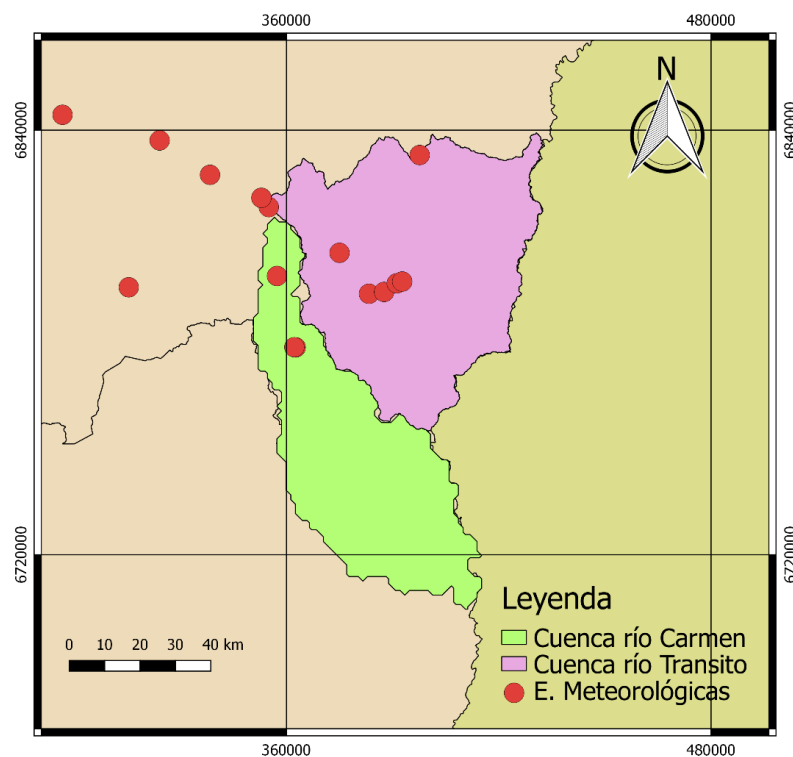 360000
480000
N
6840000
6840000
6720000
6720000
Leyenda
Cuenca río Carmen
Cuenca río Transito
E. Meteorológicas
0 10 20 30 40 km
360000
480000